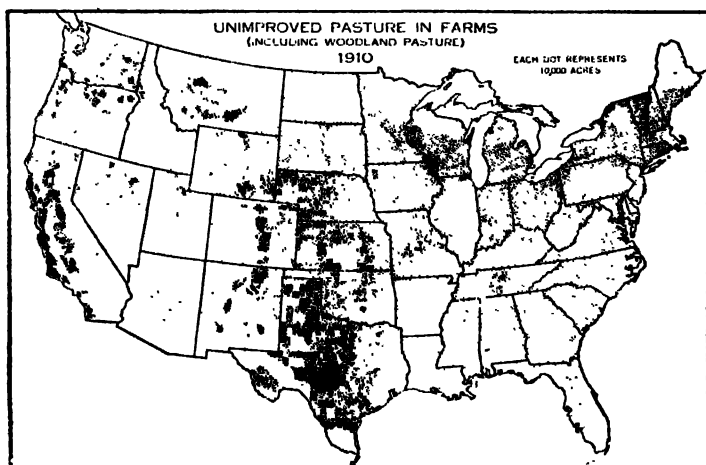 UNIMPROVED PASTURE IN FARMS
(INCLUDING WOODLAND PASTURE)
1910
EACH DOT REPRESENTS
10,000 ACRES